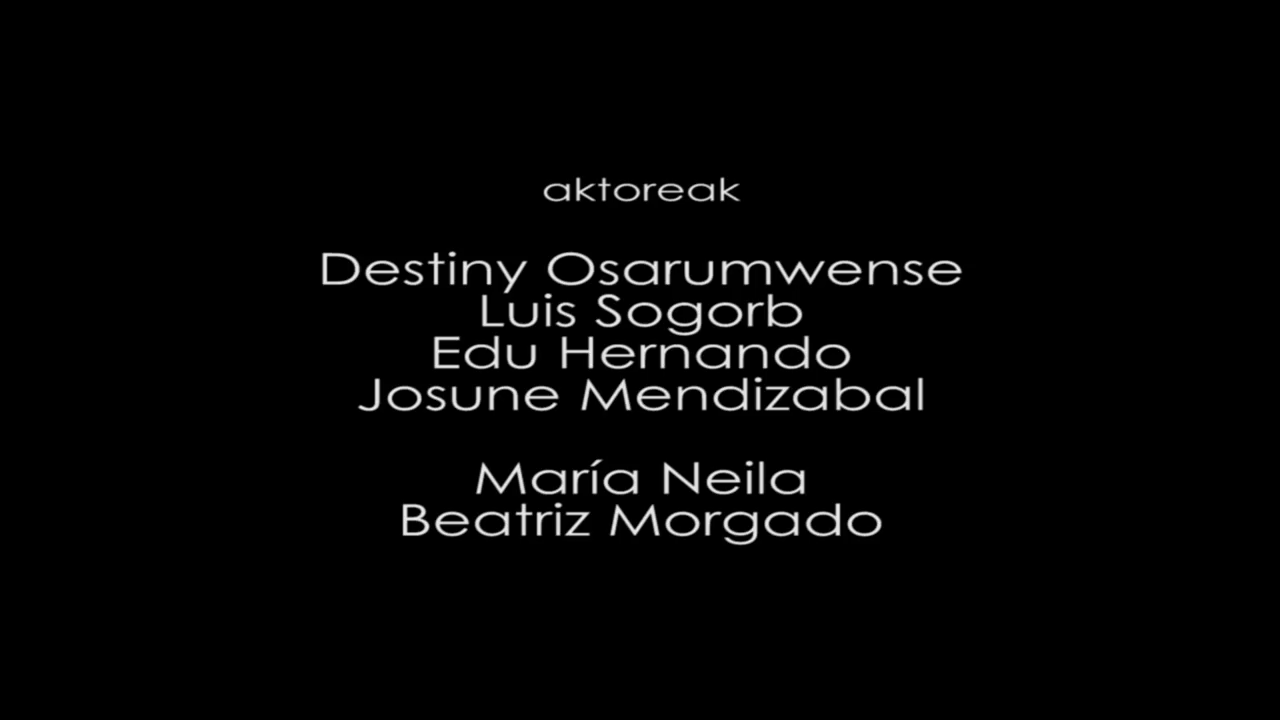 aktoreak
Destiny Osarumwense
Luis Sogorb
Edu Hernando
Josune Mendizabal
María Neila
Beatriz Morgado